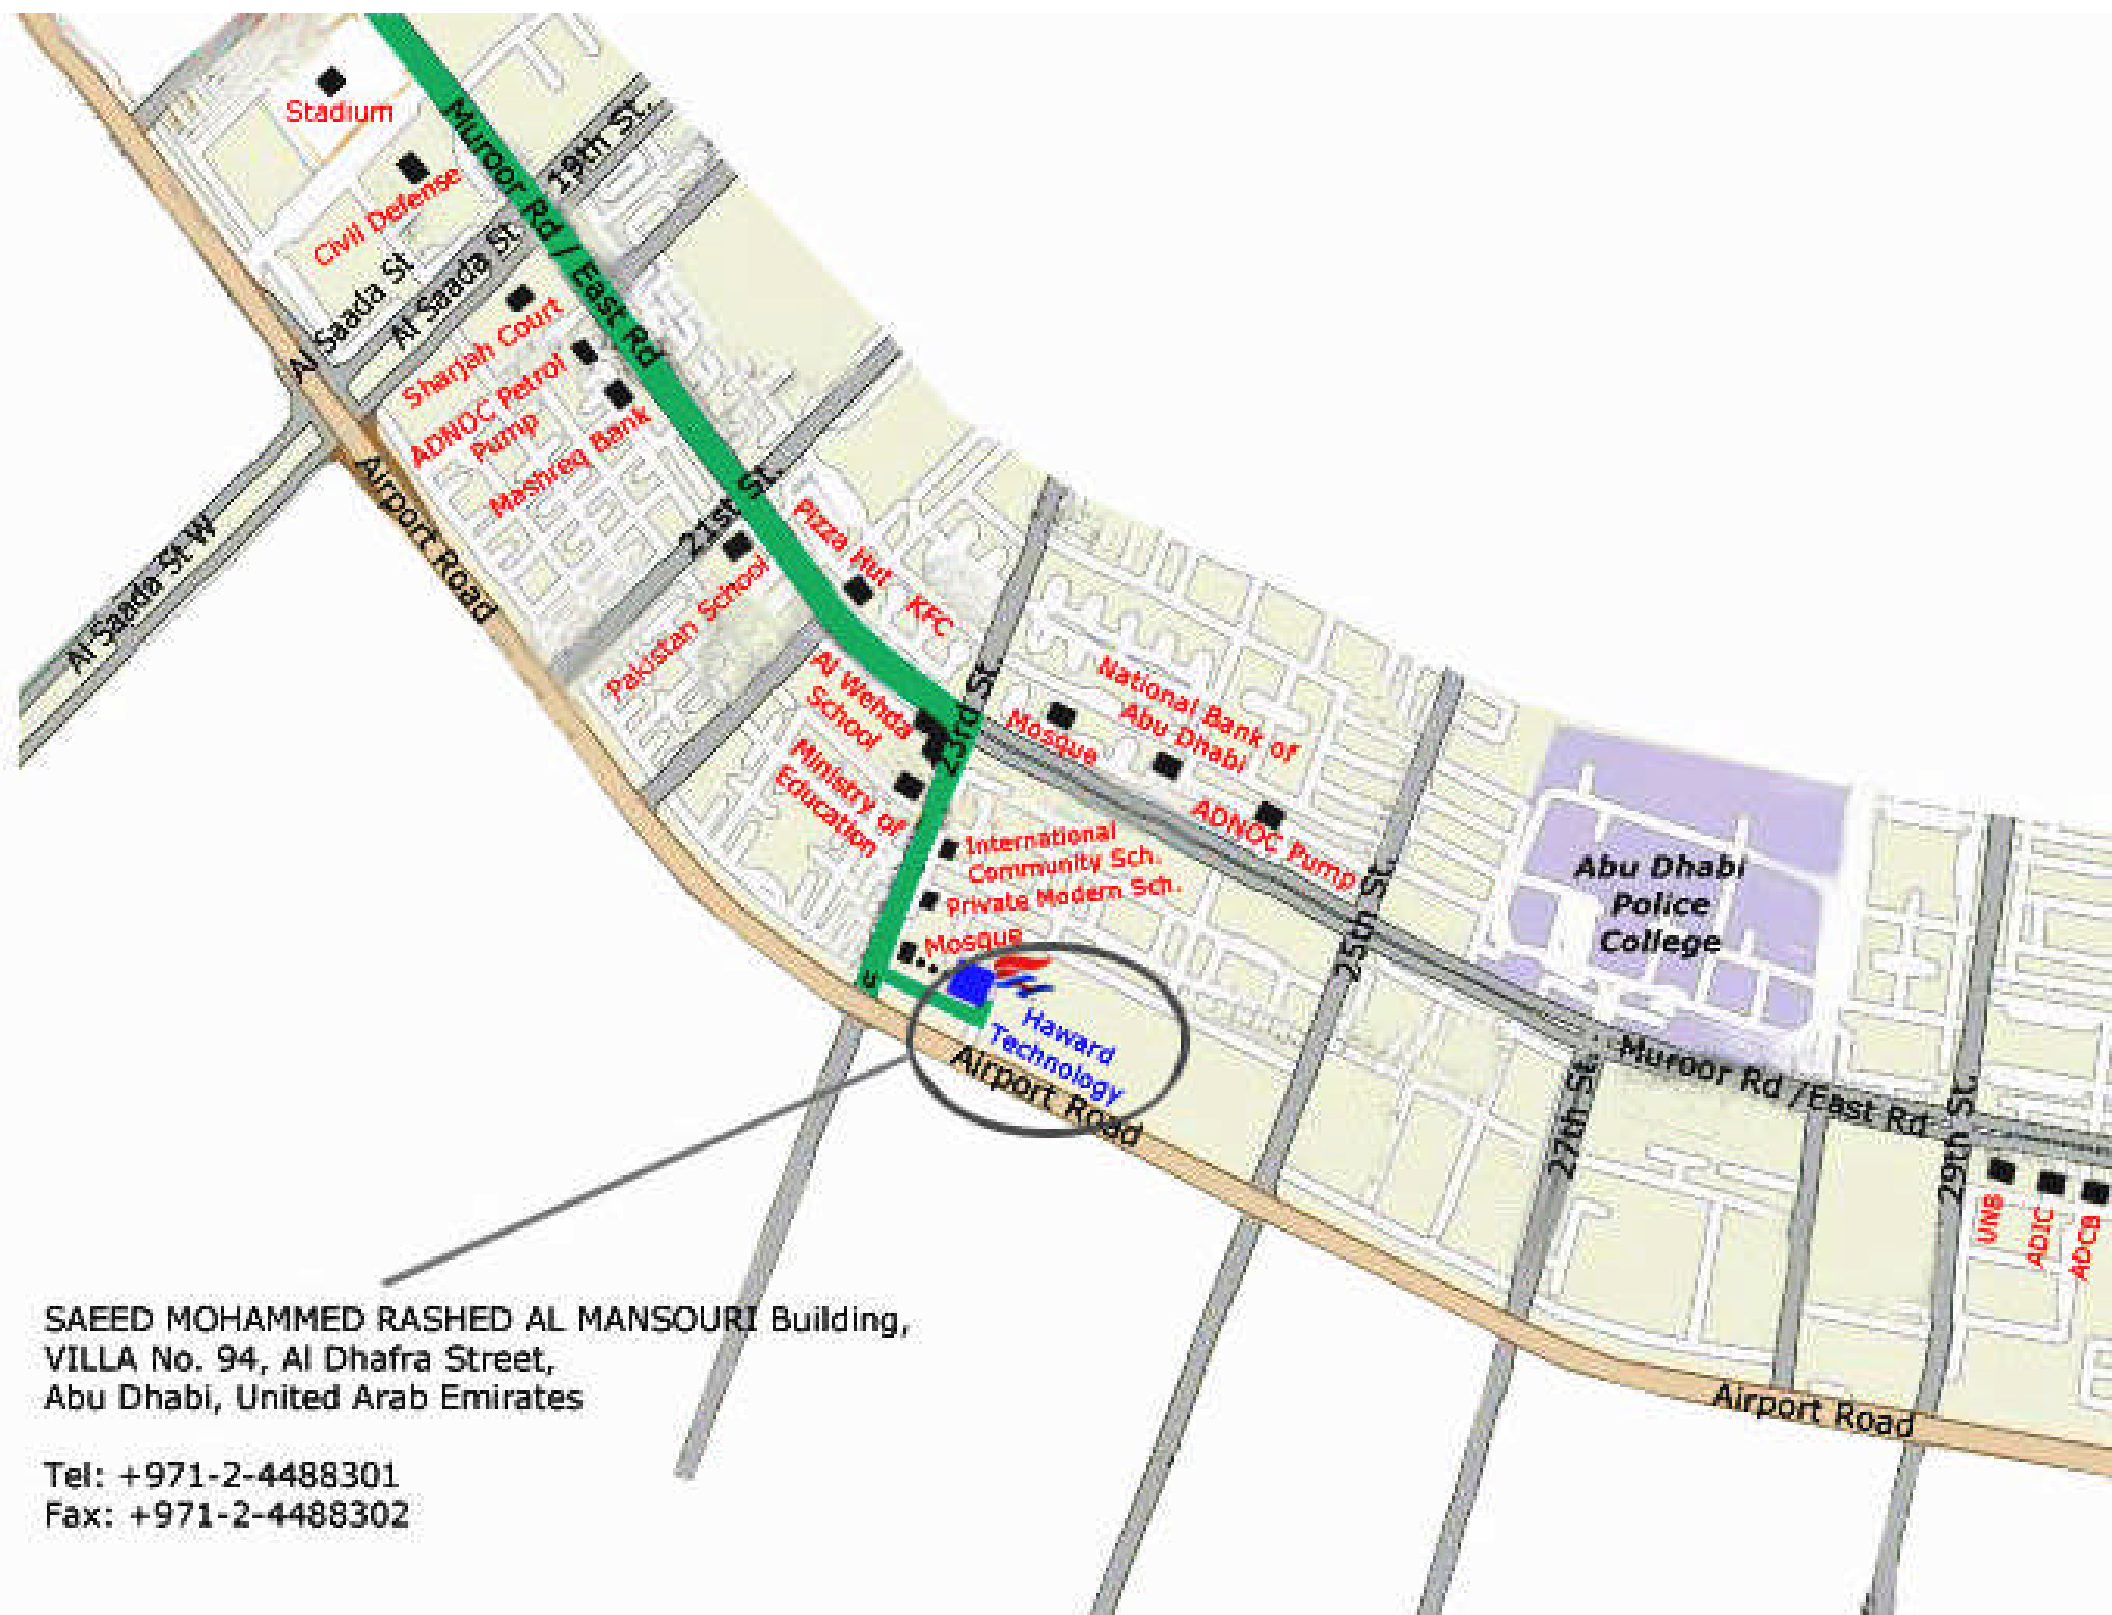 Stadium
Muroor Rd / East Rd
19th St.
Civil Defense
Al Saada St
Al Saada St
Sharjah Court
ADNOC Petrol
Pump
Mashreq Bank
Airport Road
Al Saada St W
21st St.
Pizza Hut
KFC
Pakistan School
Al Wehda
School
23rd St.
Mosque
National Bank of
Abu Dhabi
Ministry of
Education
ADNOC Pump
International
Community Sch.
Private Modern Sch.
Mosque
25th St.
Abu Dhabi
Police
College
U
Haward
Technology
Airport Road
Muroor Rd /East Rd
27th St.
29th St.
UNB
ADIC
ADCB
Airport Road
SAEED MOHAMMED RASHED AL MANSOURI Building,
VILLA No. 94, Al Dhafra Street,
Abu Dhabi, United Arab Emirates
Tel: +971-2-4488301
Fax: +971-2-4488302